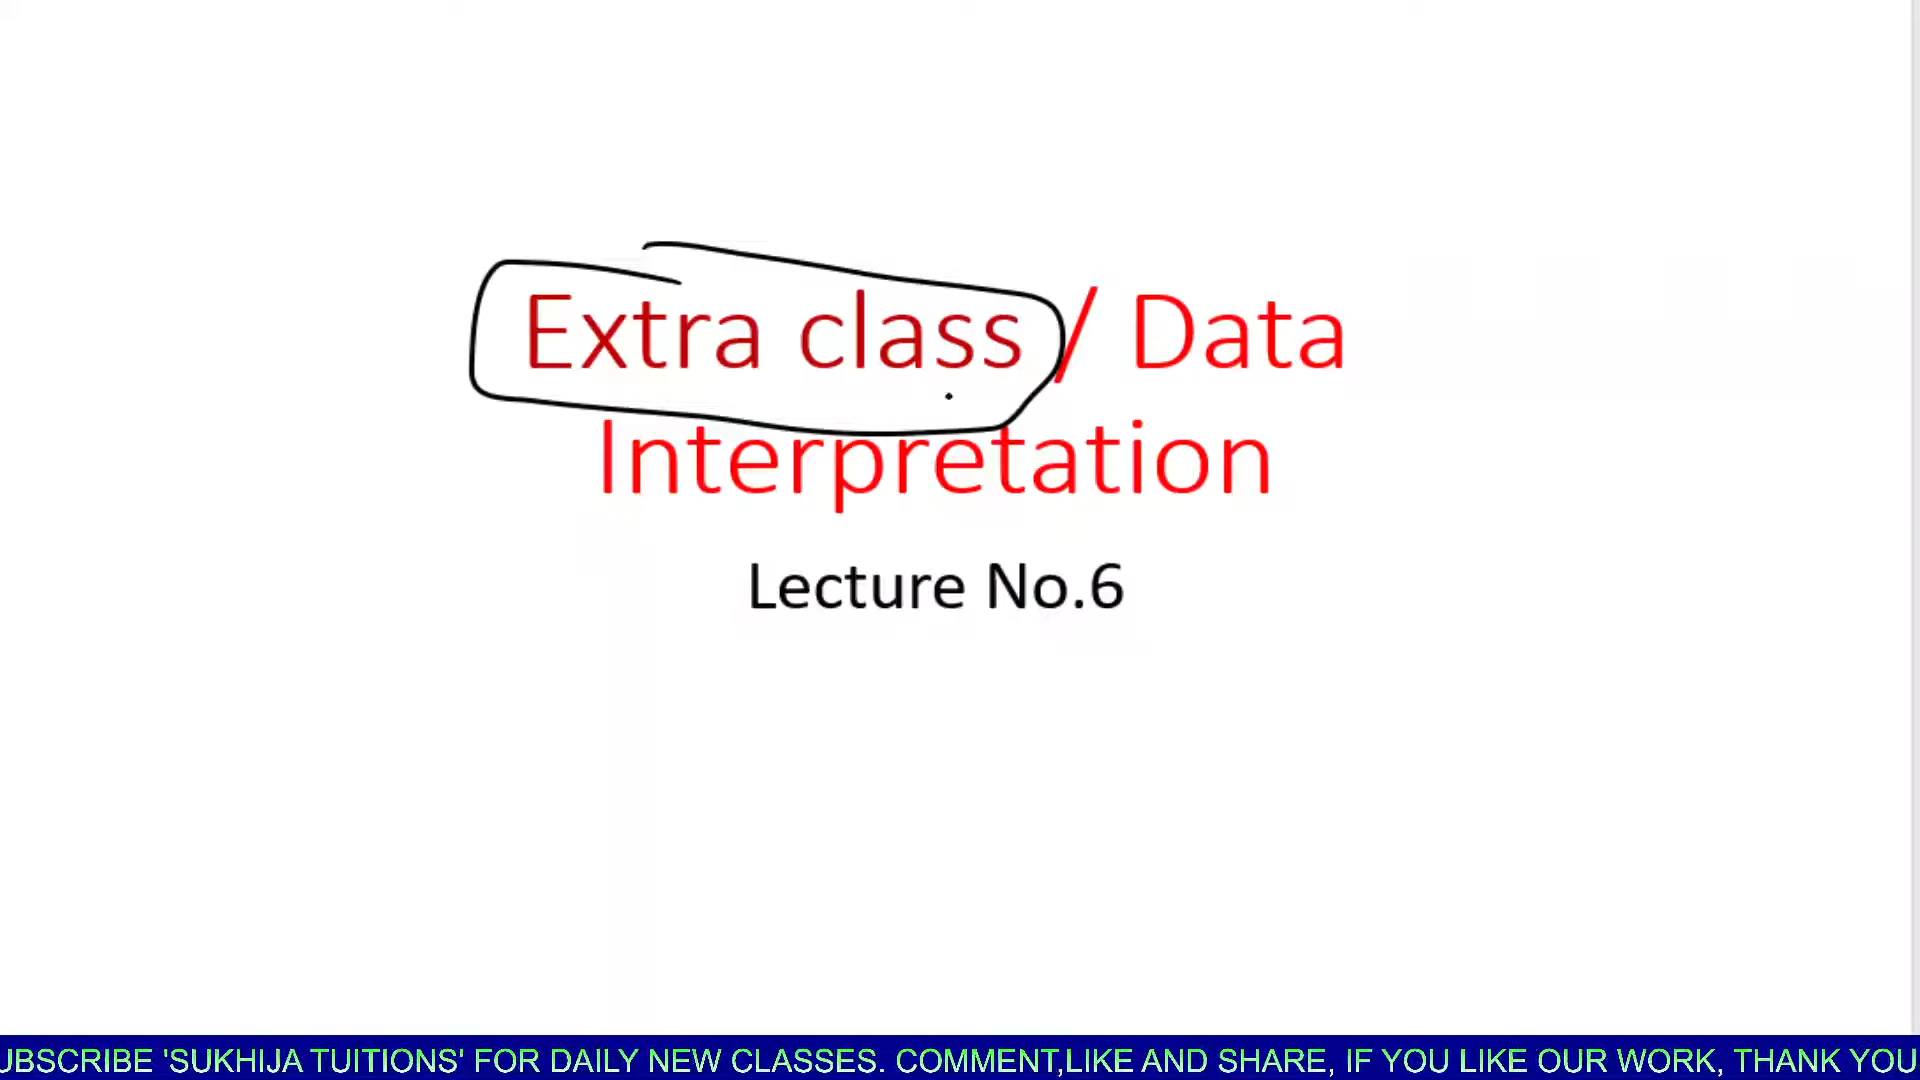 Extra class / Data
Interpretation
Lecture No.6
UBSCRIBE 'SUKHIJA TUITIONS' FOR DAILY NEW CLASSES. COMMENT,LIKE AND SHARE, IF YOU LIKE OUR WORK, THANK YOU